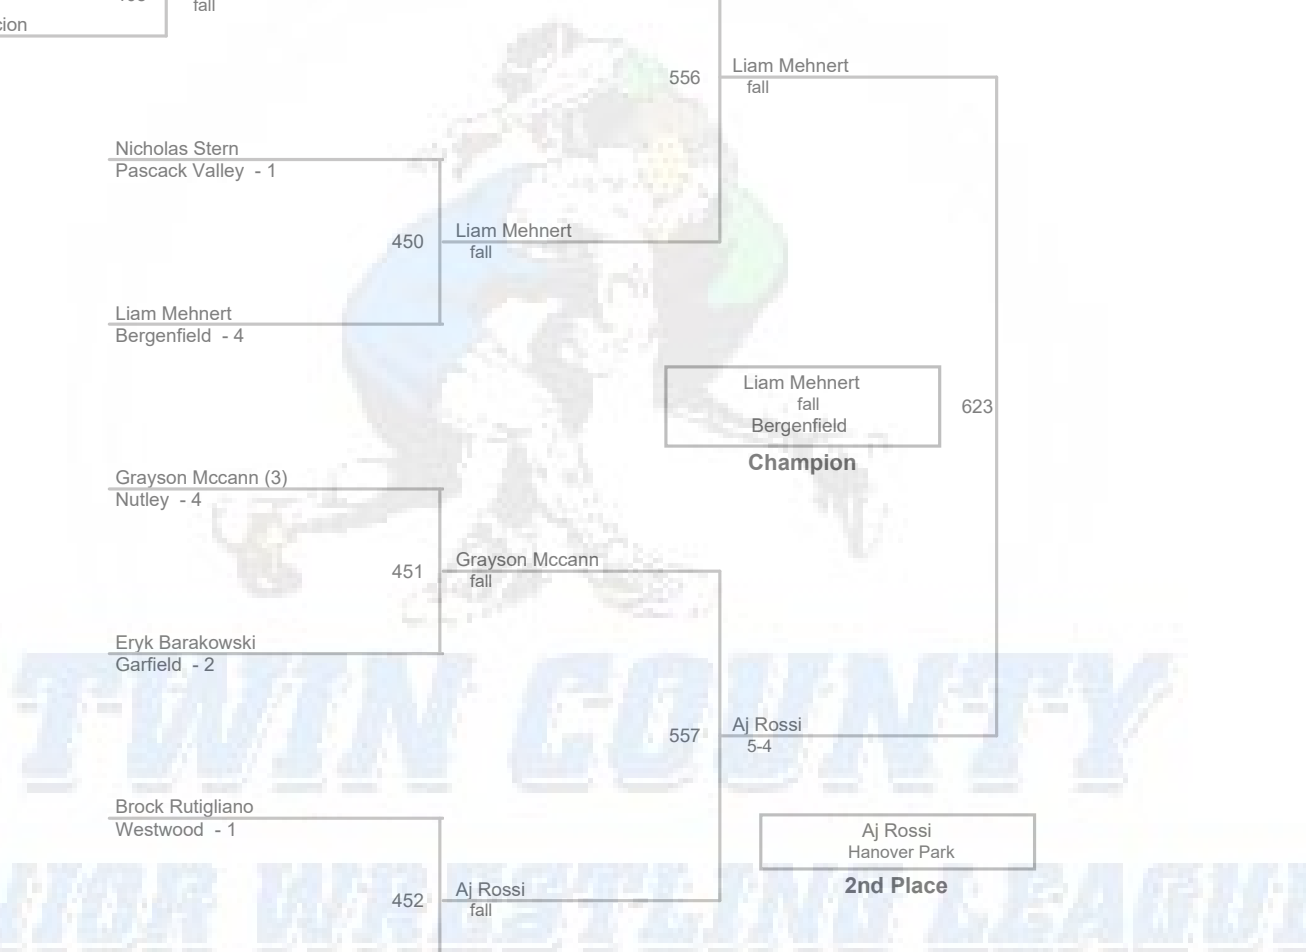 fall
cion
556
Liam Mehnert
fall
Nicholas Stern
Pascack Valley - 1
450
Liam Mehnert
fall
Liam Mehnert
Bergenfield - 4
Liam Mehnert
fall
Bergenfield
623
Champion
Grayson Mccann (3)
Nutley - 4
451
Grayson Mccann
fall
Eryk Barakowski
Garfield - 2
TWIN COUNTY
557
Aj Rossi
5-4
Brock Rutigliano
Westwood - 1
Aj Rossi
Hanover Park
2nd Place
452
Aj Rossi
fall
WRESTLING LEAGU